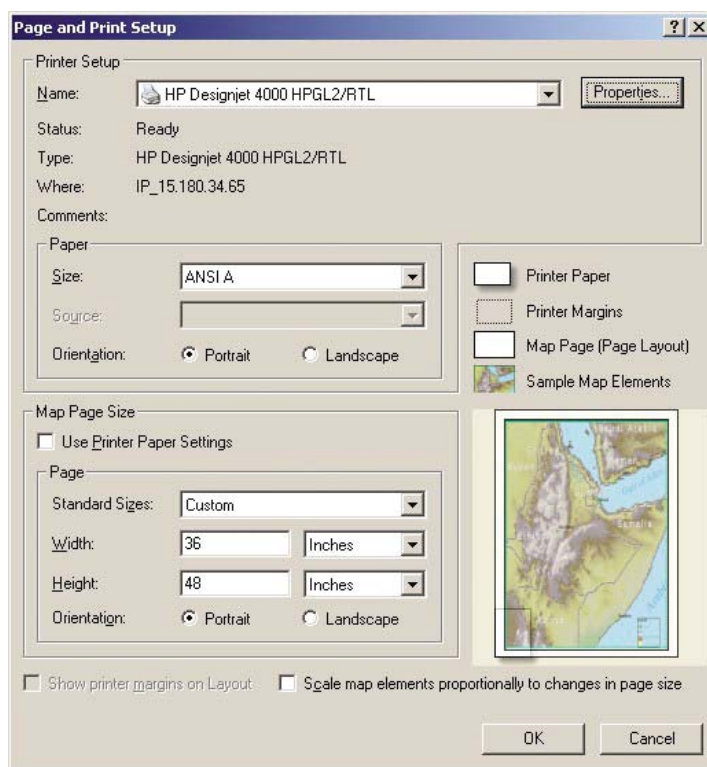 Page and Print Setup
Printer Setup
Name: HP Designjet 4000 HPGL2/RTL Properties...
Status: Ready
Type: HP Designjet 4000 HPGL2/RTL
Where: IP_15.180.34.65
Comments:
Paper
Size: ANSI A
Source:
Orientation: Portrait Landscape
Printer Paper
Printer Margins
Map Page (Page Layout)
Sample Map Elements
Map Page Size
Use Printer Paper Settings
Page
Standard Sizes: Custom
Width: 36 Inches
Height: 48 Inches
Orientation: Portrait Landscape
Somalia
Show printer margins on Layout Scale map elements proportionally to changes in page size
OK Cancel